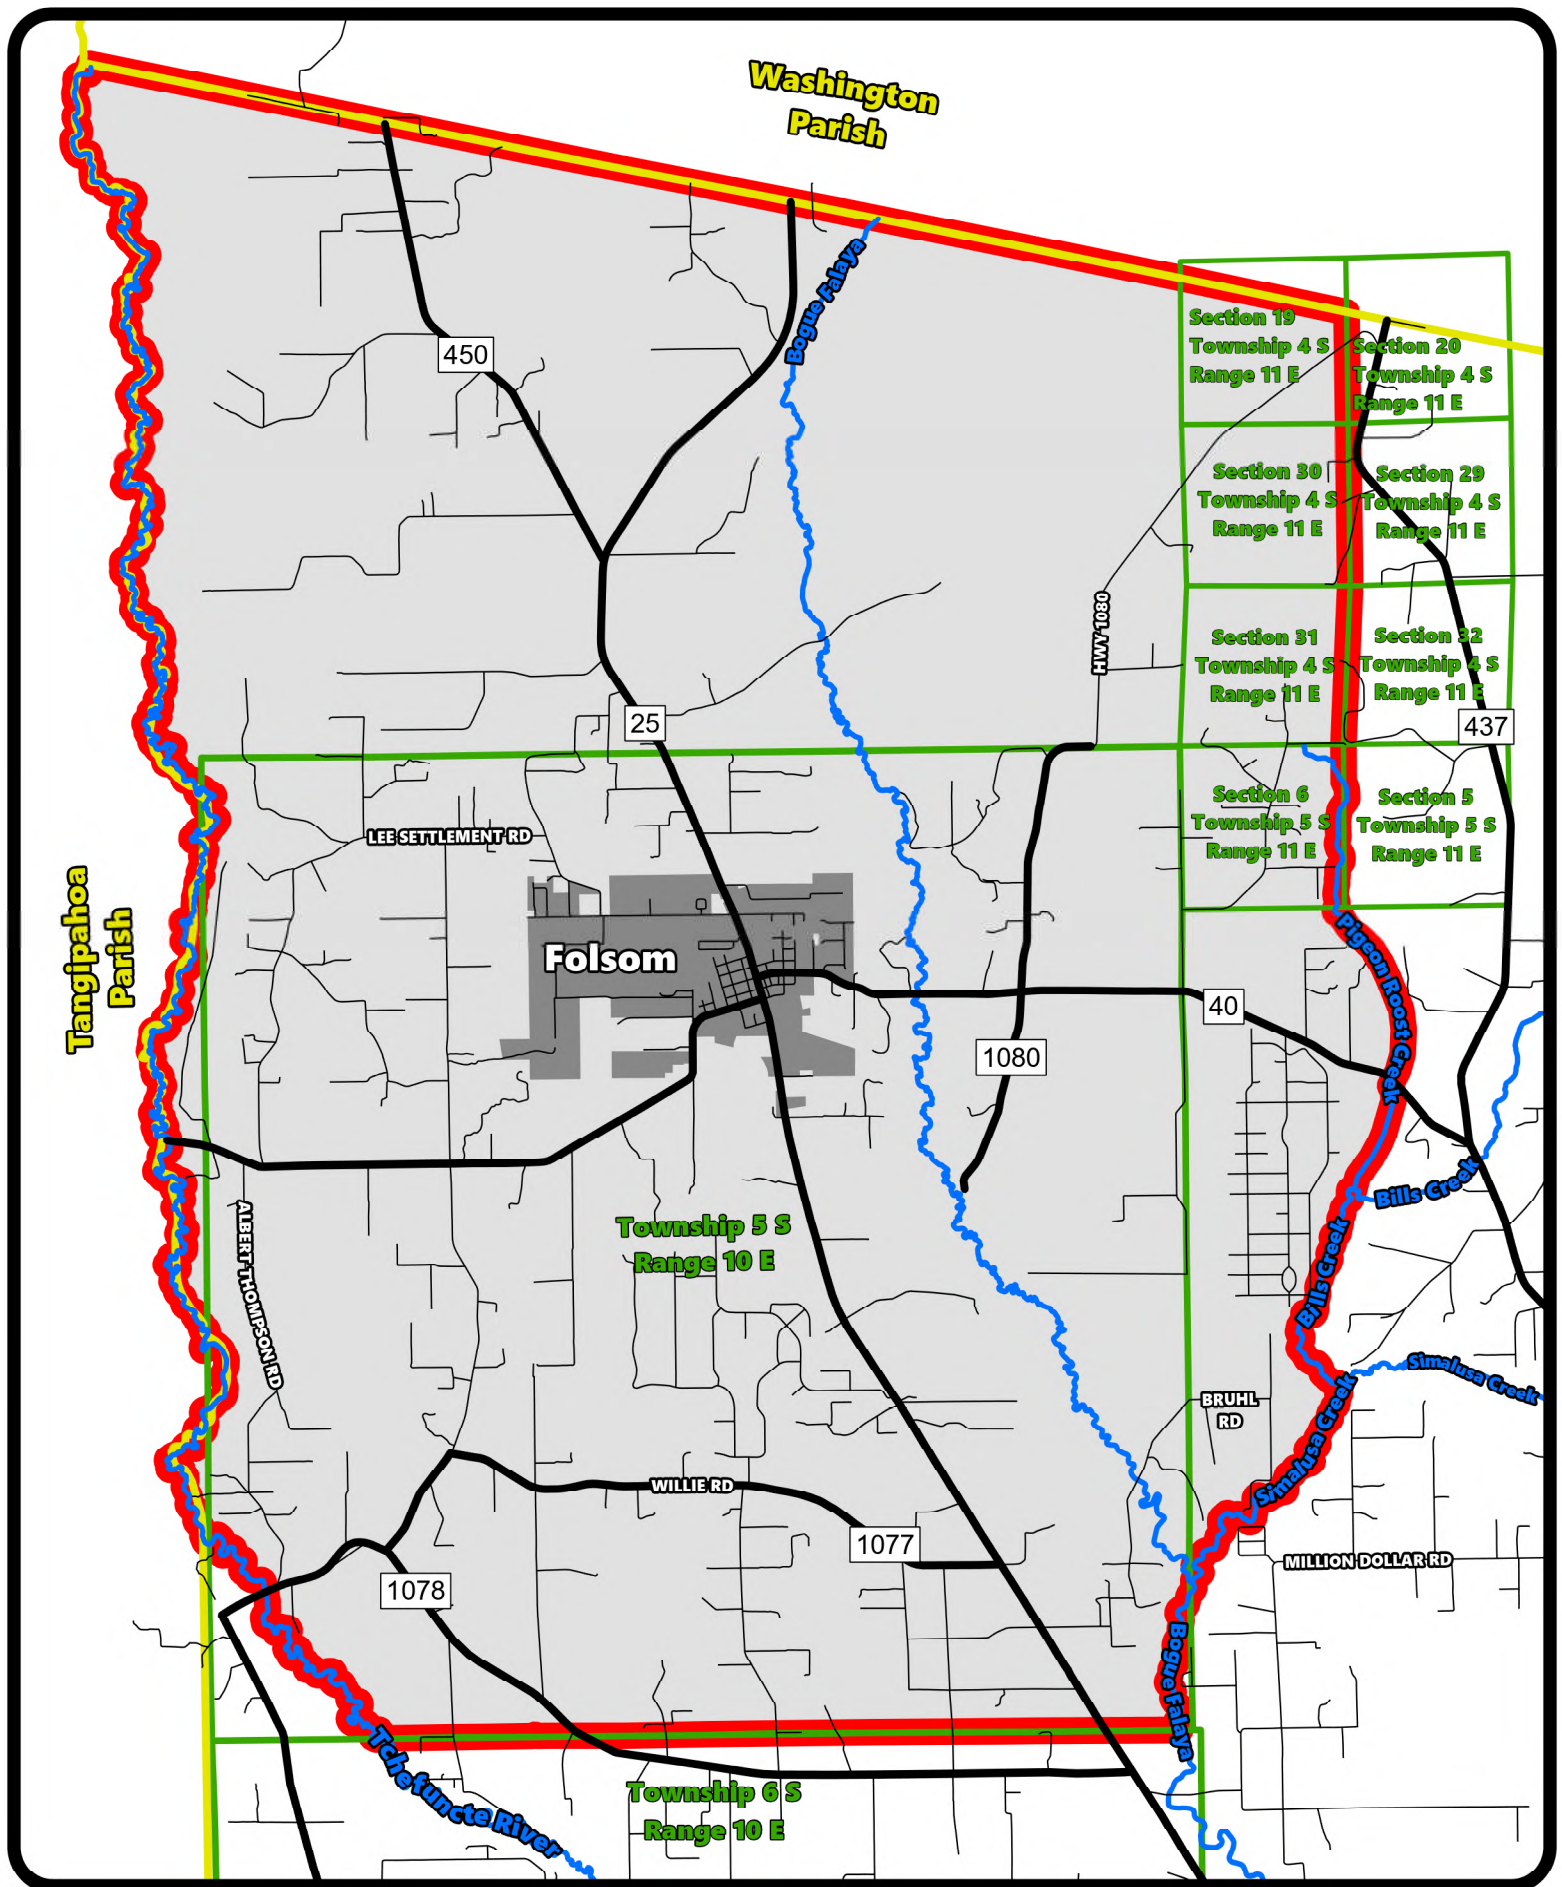 Washington
Parish
Bogue Falaya
Section 19
Township 4 S
Range 11 E
Section 20
Township 4 S
Range 11 E
450
Section 30
Township 4 S
Range 11 E
Section 29
Township 4 S
Range 11 E
HWY 1080
Section 31
Township 4 S
Range 11 E
Section 32
Township 4 S
Range 11 E
25
437
Section 6
Township 5 S
Range 11 E
Section 5
Township 5 S
Range 11 E
LEE SETTLEMENT RD
Tangipahoa
Parish
Folsom
Pigeon Roost Creek
40
1080
Bills Creek
Township 5 S
Range 10 E
ALBERT THOMPSON RD
Bills Creek
Simalusa Creek
BRUHL
RD
Simalusa Creek
WILLIE RD
1077
MILLION DOLLAR RD
1078
Bogue Falaya
Tchefuncte River
Township 6 S
Range 10 E